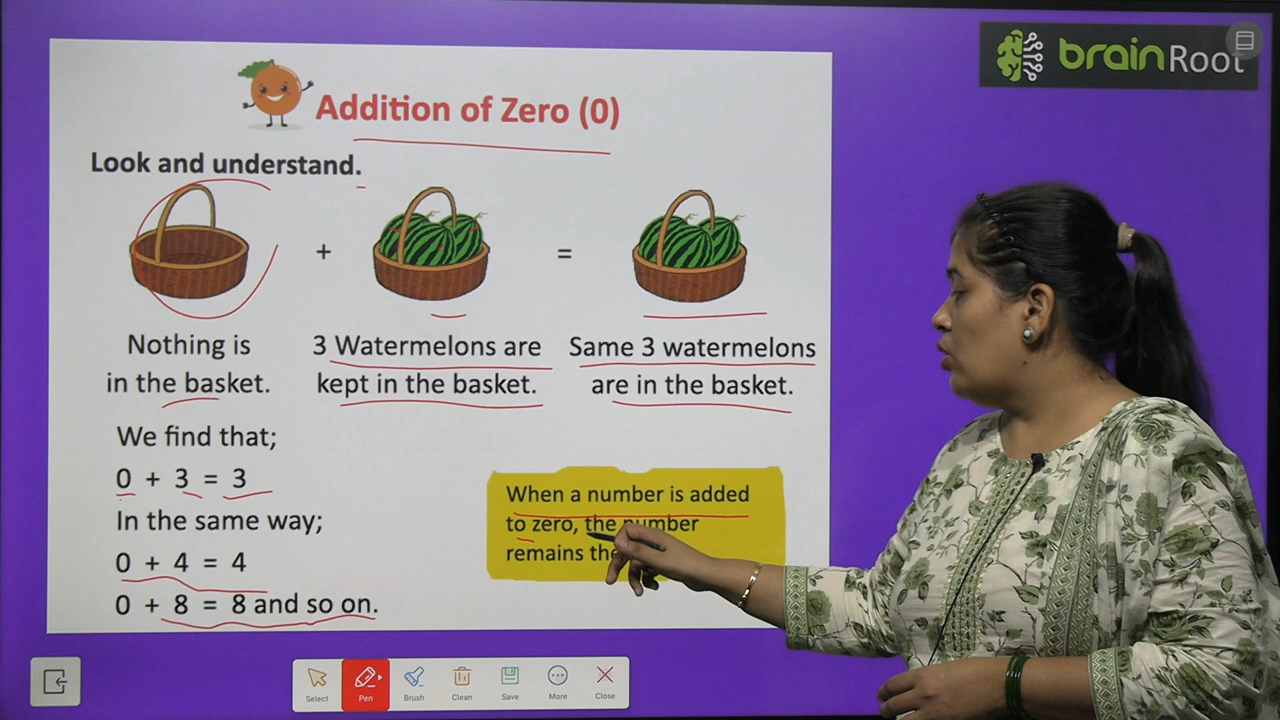 brainRoot
Addition of Zero (0)
Look and understand.
+ =
Nothing is
in the basket.
3 Watermelons are
kept in the basket.
Same 3 watermelons
are in the basket.
We find that;
0 + 3 = 3
In the same way;
0 + 4 = 4
0 + 8 = 8 and so on.
When a number is added
to zero, the number
remains
Select Pen Brush Clean Save More Close